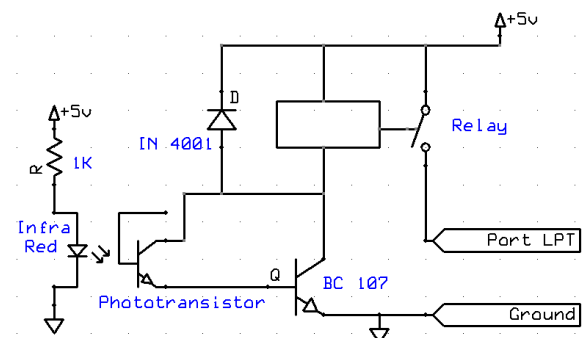 +5v
D
+5v
IN 4001
Relay
R
1K
Infra
Red
Port LPT
Q
BC 107
Phototransistor
Ground